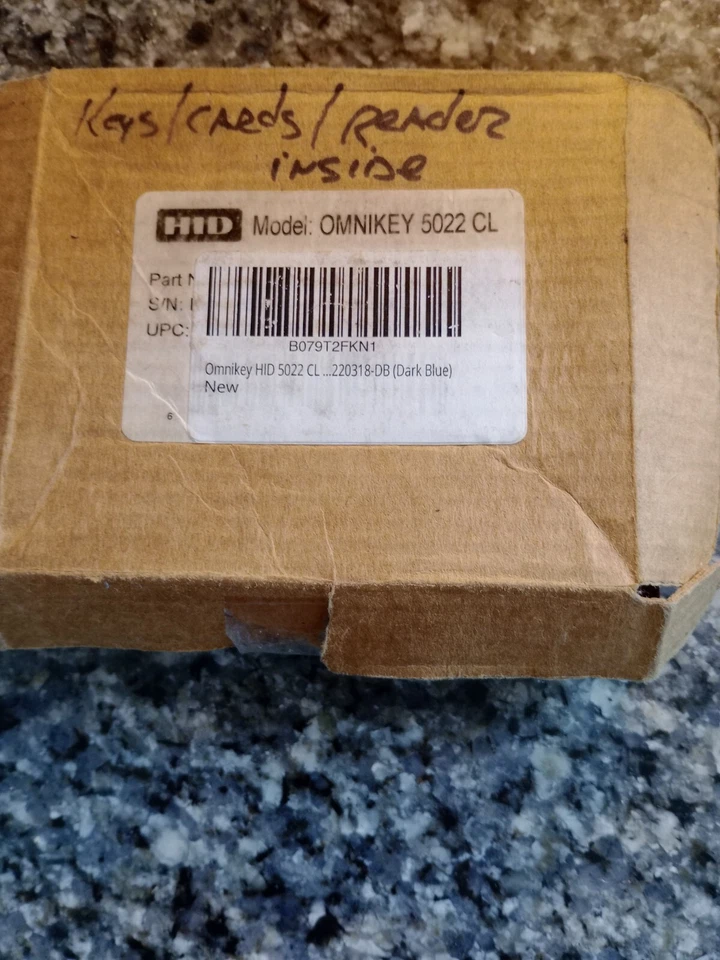 Keys/cards/reader
inside
HID Model: OMNIKEY 5022 CL
Part N
S/N:
UPC:
B079T2FKN1
Omnikey HID 5022 CL ...220318-DB (Dark Blue)
New
6